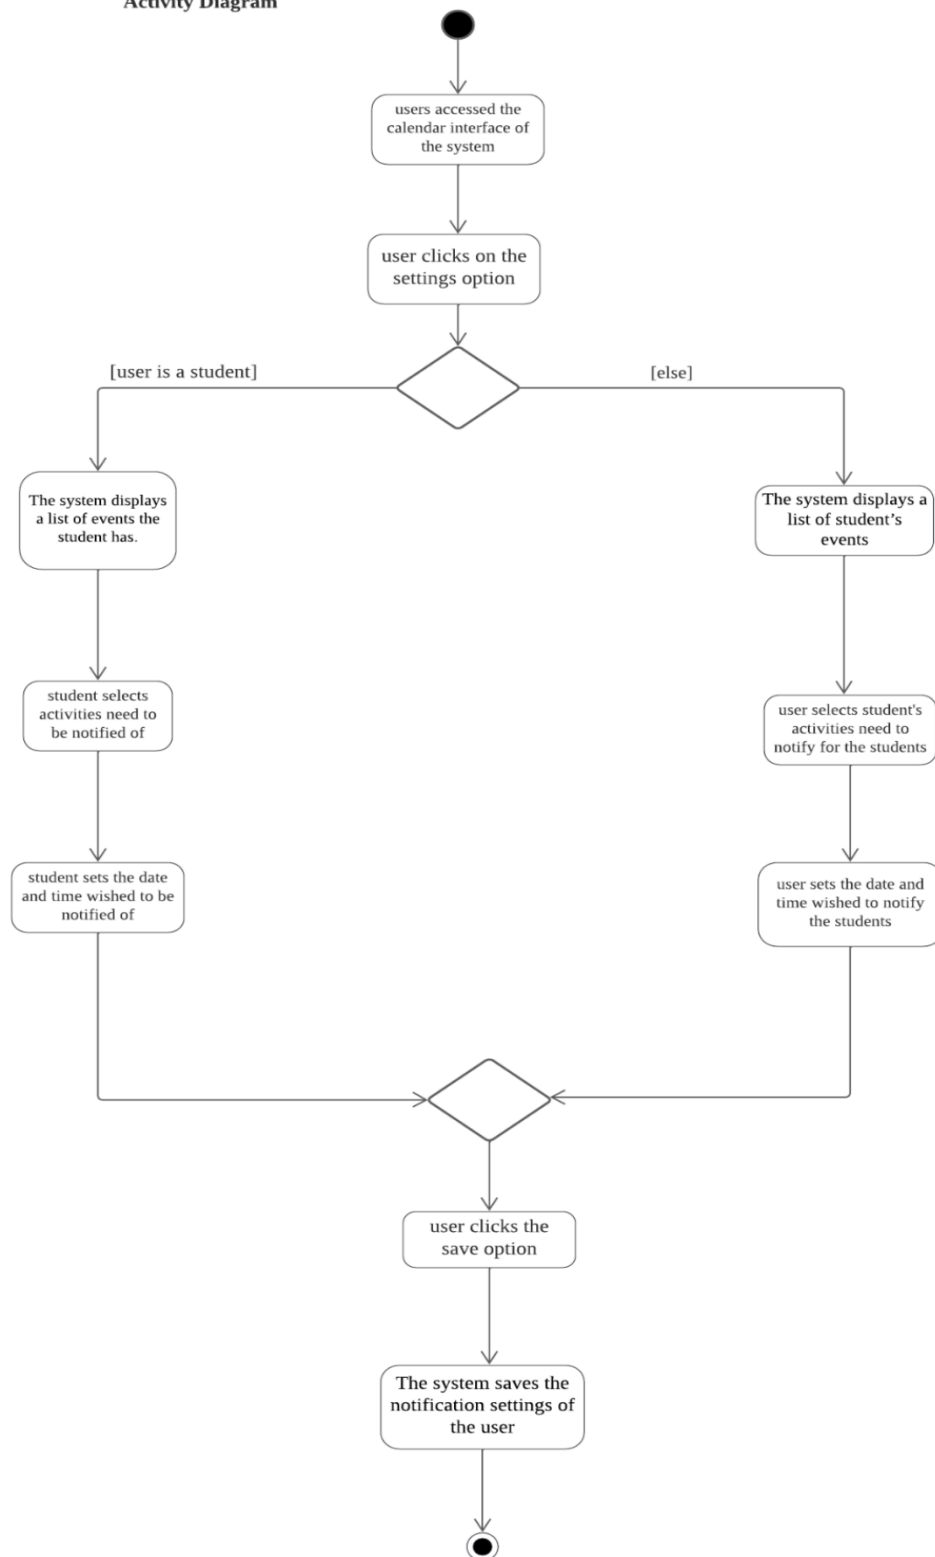 Activity Diagram
users accessed the
calendar interface of
the system
user clicks on the
settings option
[user is a student]
[else]
The system displays
a list of events the
student has.
The system displays a
list of student’s
events
student selects
activities need to
be notified of
user selects student's
activities need to
notify for the students
student sets the date
and time wished to be
notified of
user sets the date and
time wished to notify
the students
user clicks the
save option
The system saves the
notification settings of
the user